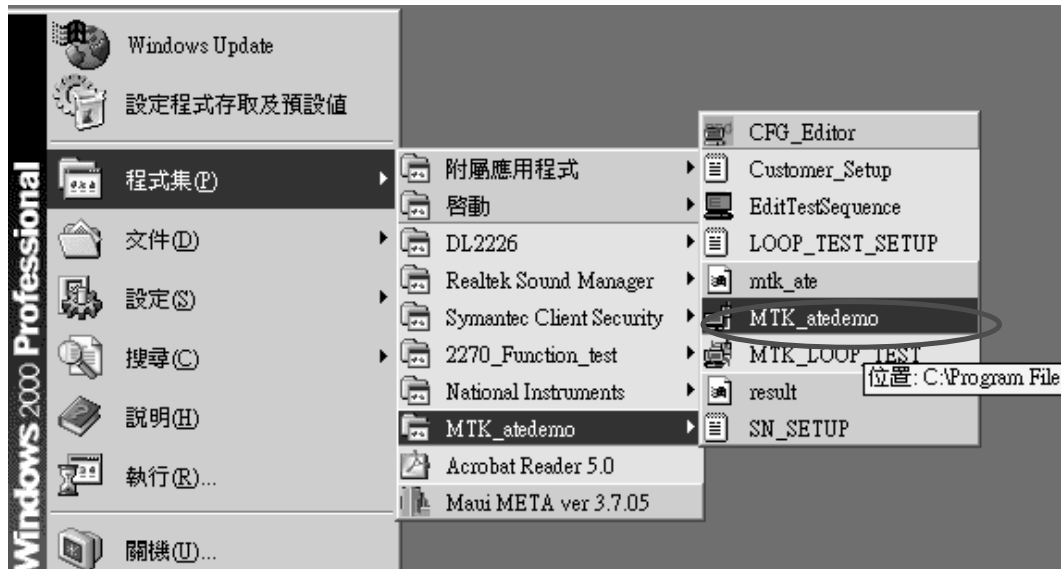 Windows 2000 Professional
Windows Update
設定程式存取及預設值
程式集(P)
文件(D)
設定(S)
搜尋(C)
說明(H)
執行(R)...
關機(U)...
附屬應用程式
啓動
DL2226
Realtek Sound Manager
Symantec Client Security
2270_Function_test
National Instruments
MTK_atedemo
Acrobat Reader 5.0
Maui META ver 3.7.05
CFG_Editor
Customer_Setup
EditTestSequence
LOOP_TEST_SETUP
mtk_ate
MTK_atedemo
MTK_LOOP_TEST
位置: C:\Program File
result
SN_SETUP